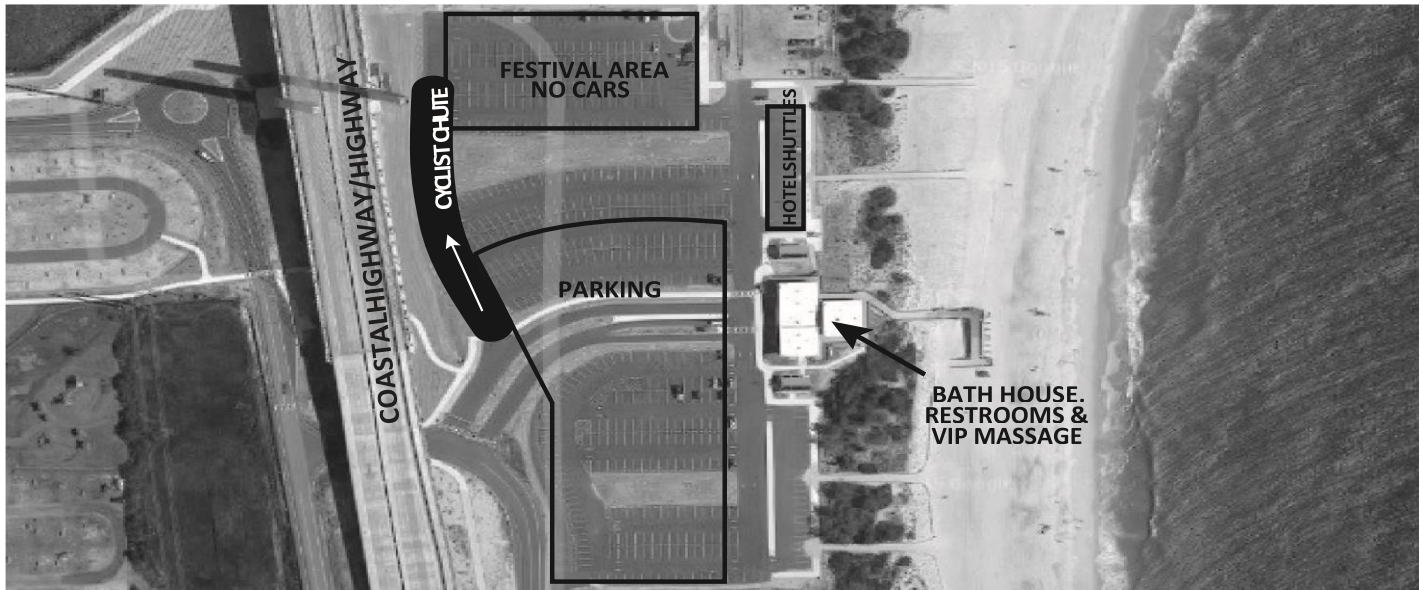 FESTIVAL AREA
NO CARS
CYCLIST CHUTE
COASTALHIGHWAY/HIGHWAY
HOTELSHUTTLES
PARKING
BATH HOUSE.
RESTROOMS &
VIP MASSAGE